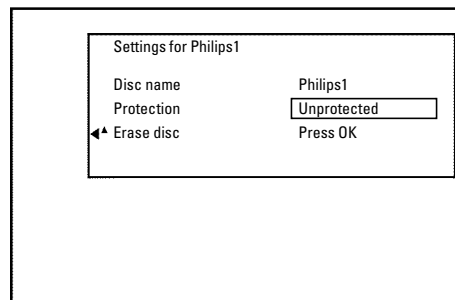 Settings for Philips1
Disc name Philips1
Protection Unprotected
Erase disc Press OK